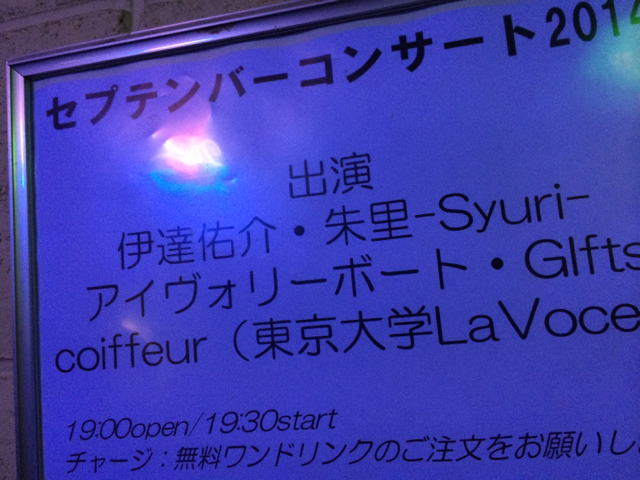 セプテンバーコンサート2014
出演
伊達佑介・朱里-Syuri-
アイヴォリーボート・GIfts
coiffeur（東京大学LaVoce
19:00open/19:30start
チャージ：無料ワンドリンクのご注文をお願いし